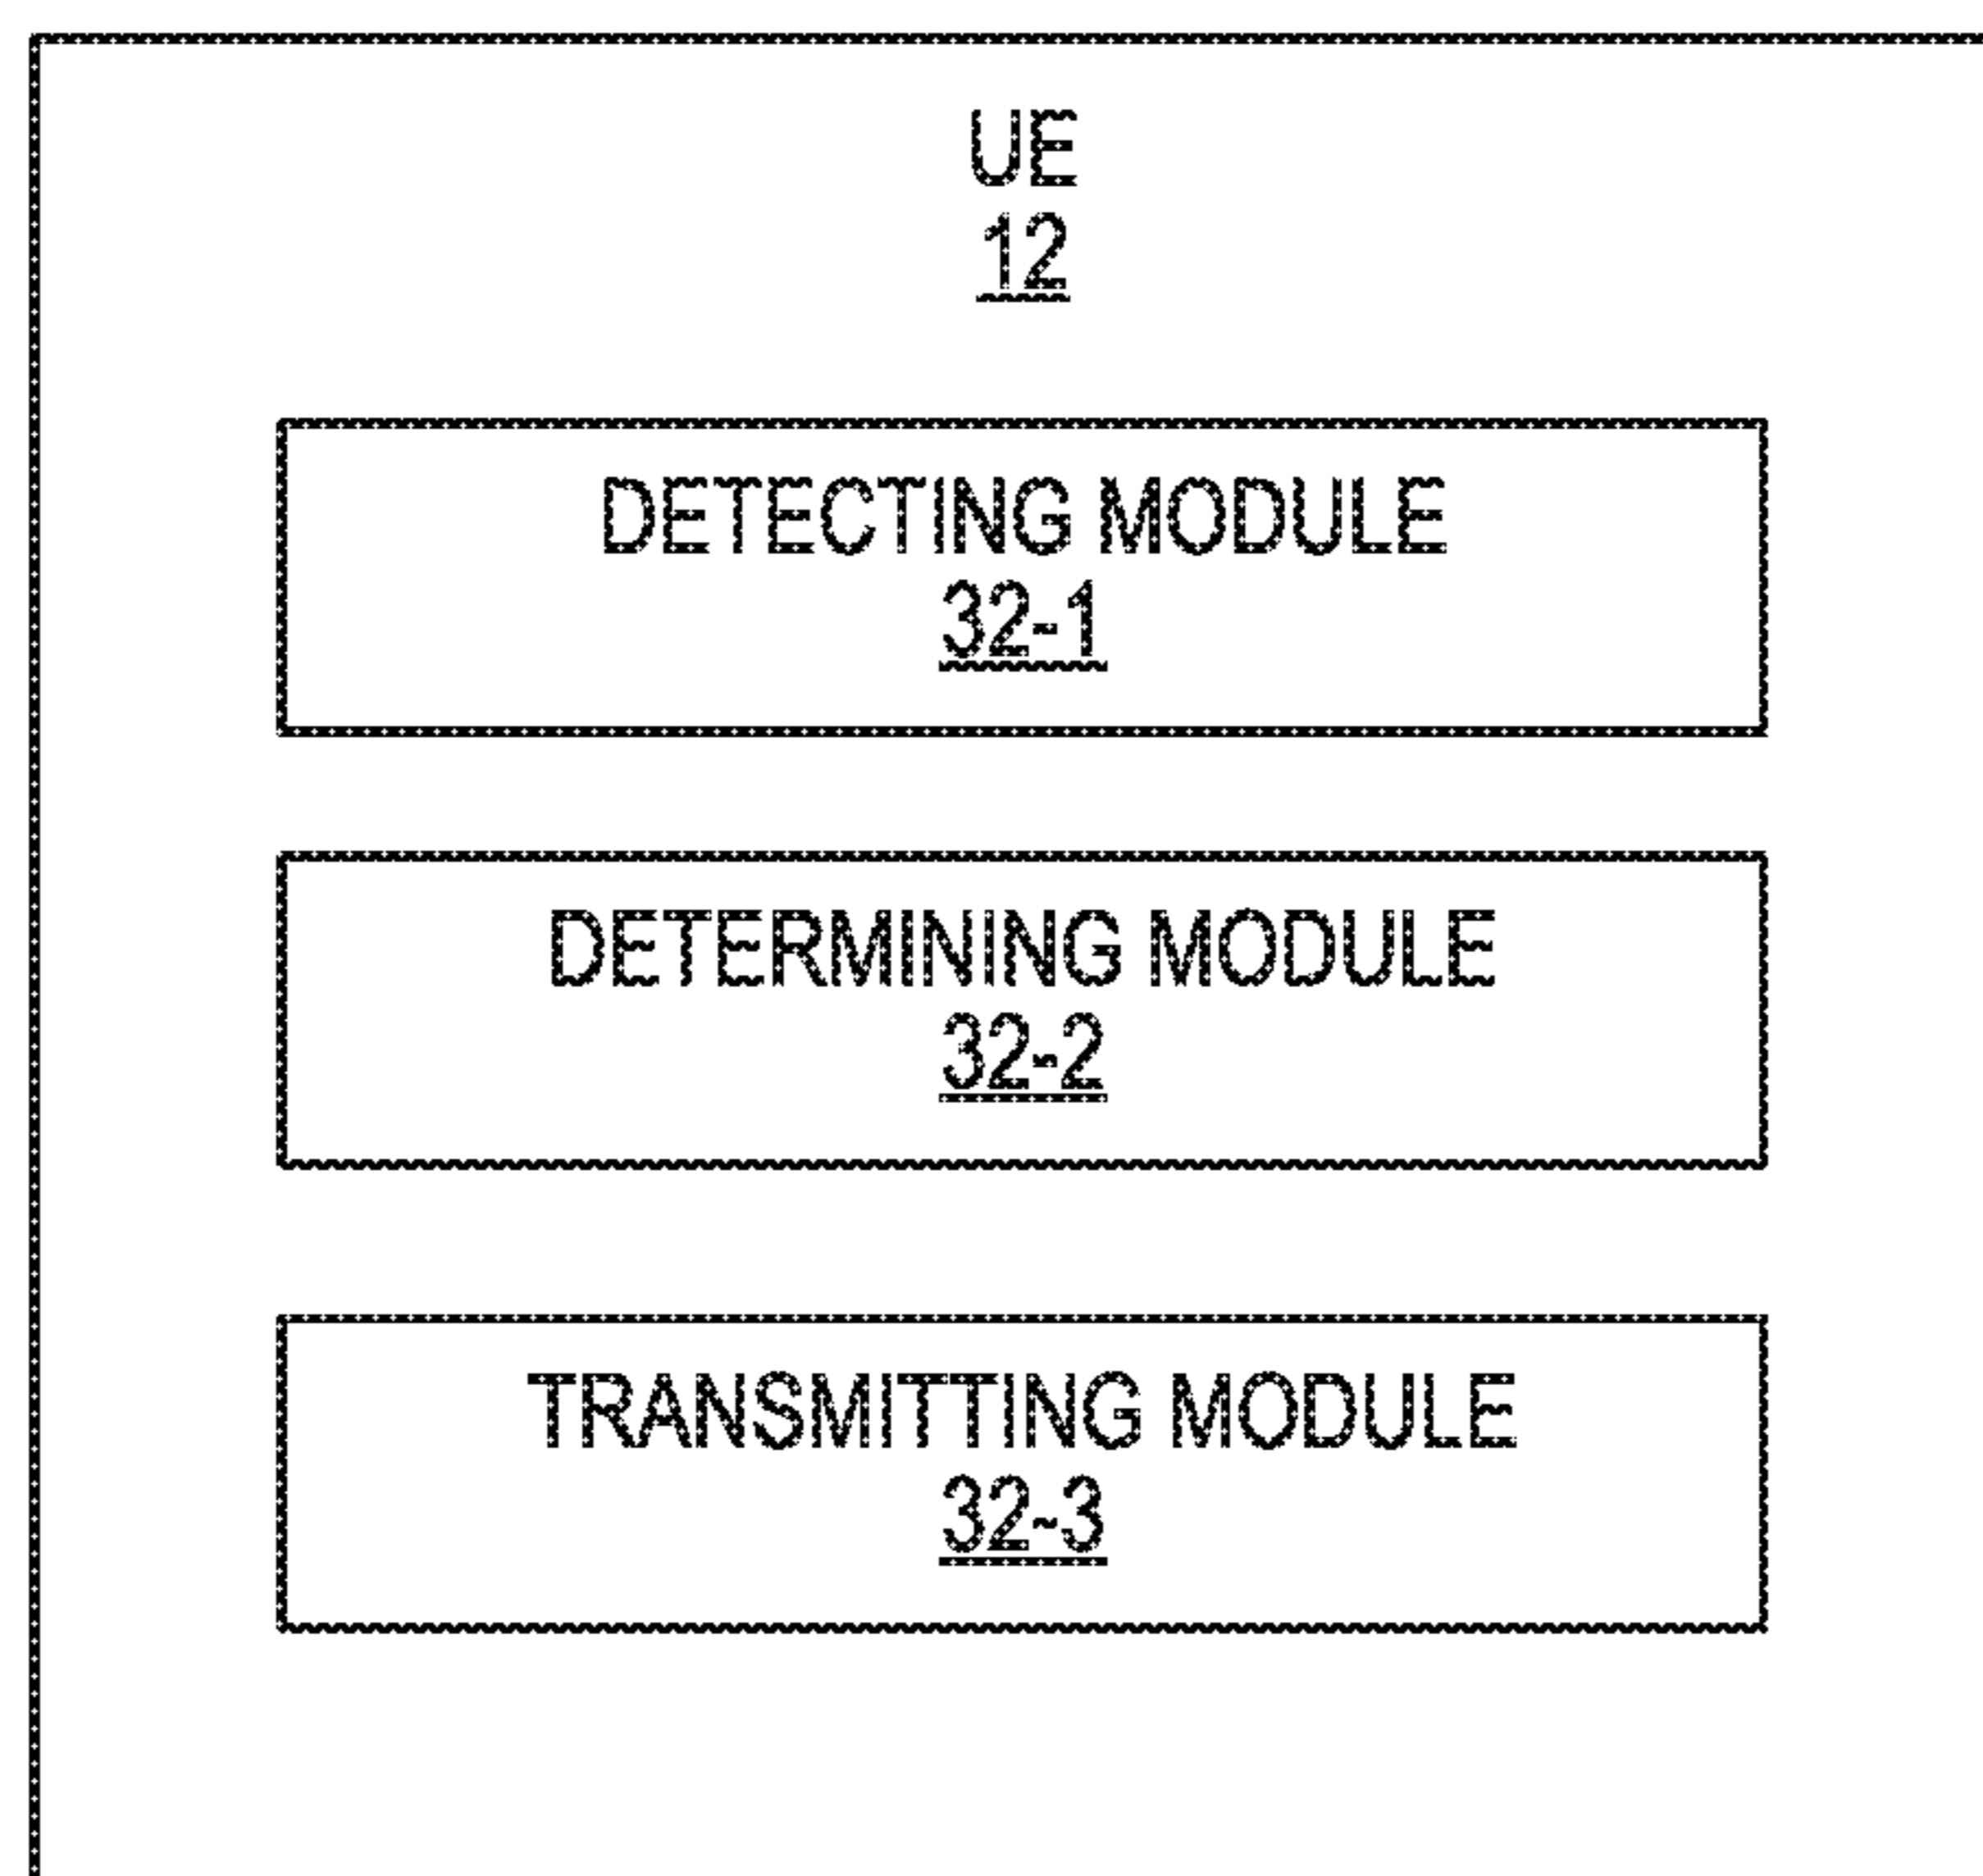 UE
12
DETECTING MODULE
32-1
DETERMINING MODULE
32-2
TRANSMITTING MODULE
32-3